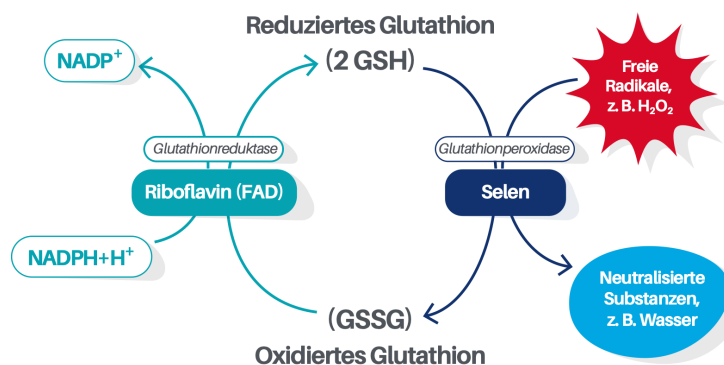 Reduziertes Glutathion
(2 GSH)
NADP⁺
Freie
Radikale,
z. B. H₂O₂
Glutathionreduktase
Riboflavin (FAD)
Glutathionperoxidase
Selen
NADPH+H⁺
Neutralisierte
Substanzen,
z. B. Wasser
(GSSG)
Oxidiertes Glutathion